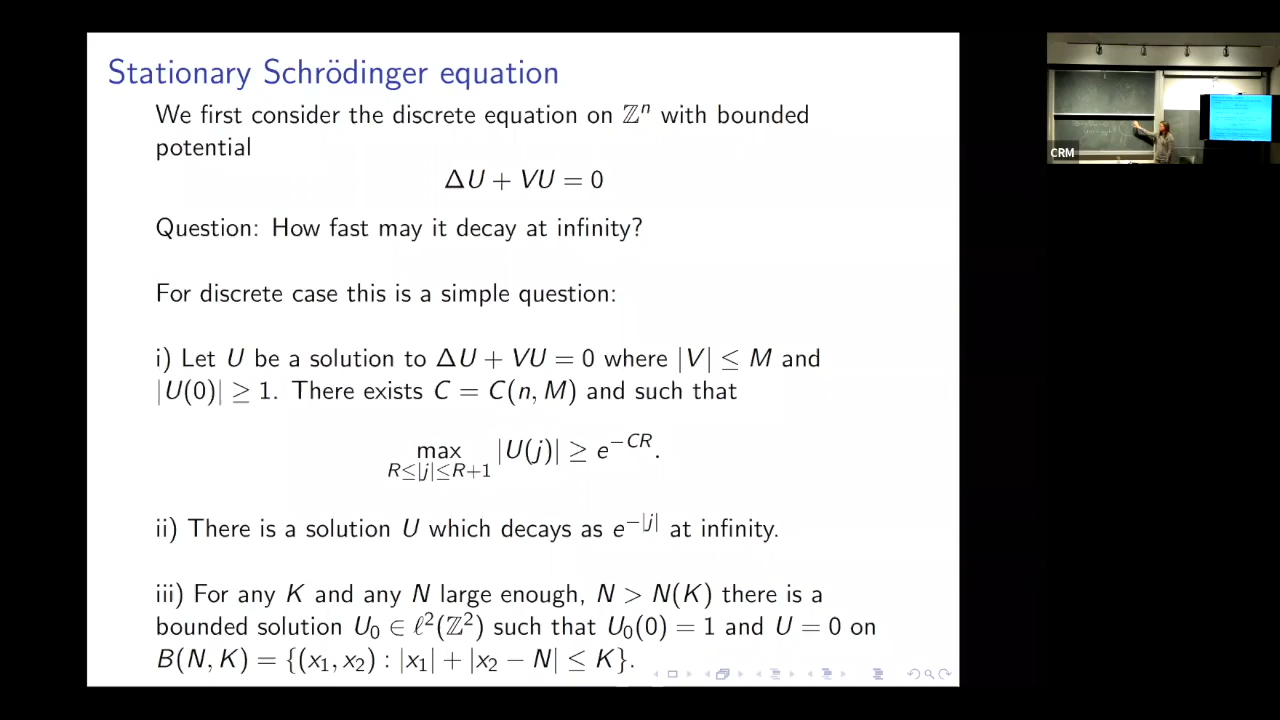 Stationary Schrödinger equation
We first consider the discrete equation on ℤⁿ with bounded
potential
ΔU + VU = 0
Question: How fast may it decay at infinity?
For discrete case this is a simple question:
i) Let U be a solution to ΔU + VU = 0 where |V| ≤ M and
|U(0)| ≥ 1. There exists C = C(n, M) and such that
max_{R≤|j|≤R+1} |U(j)| ≥ e^{−CR}.
ii) There is a solution U which decays as e^{−|j|} at infinity.
iii) For any K and any N large enough, N > N(K) there is a
bounded solution U₀ ∈ ℓ²(ℤ²) such that U₀(0) = 1 and U = 0 on
B(N, K) = {(x₁, x₂) : |x₁| + |x₂ − N| ≤ K}.
CRM